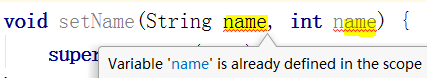 void setName(String name, int name) {
super
Variable 'name' is already defined in the scope